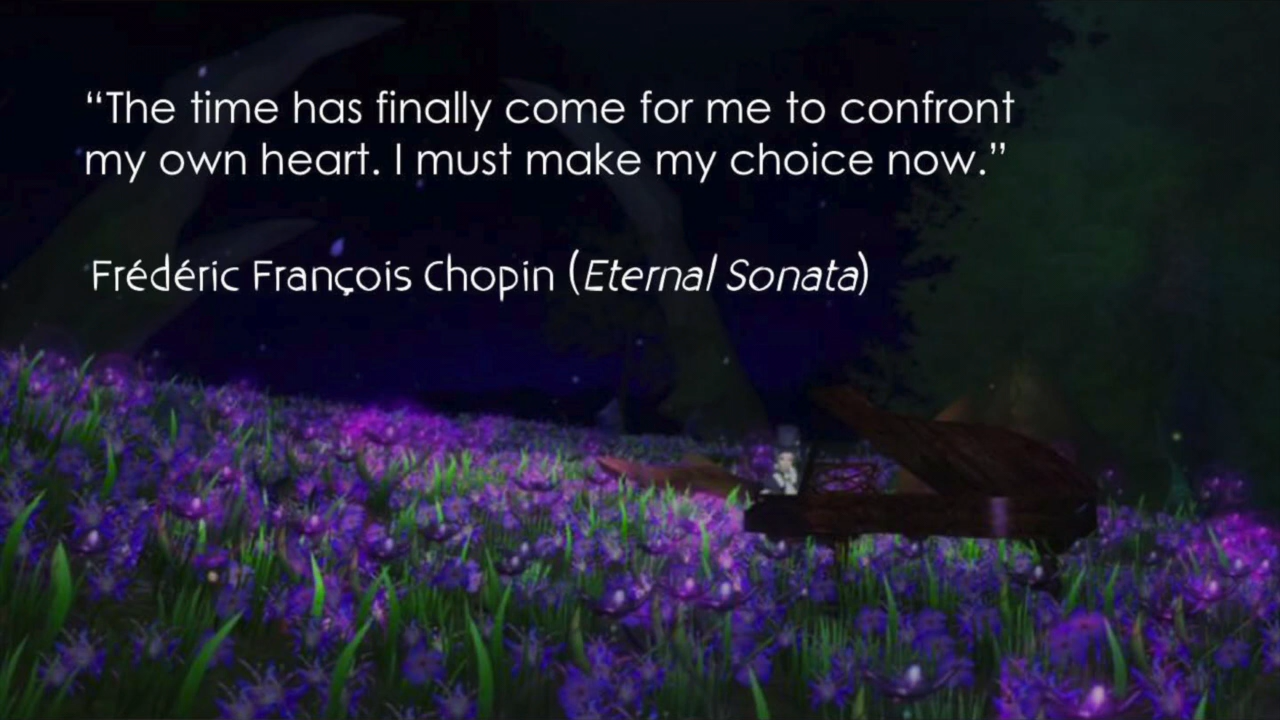 “The time has finally come for me to confront
my own heart. I must make my choice now.”
Frédéric François Chopin (Eternal Sonata)